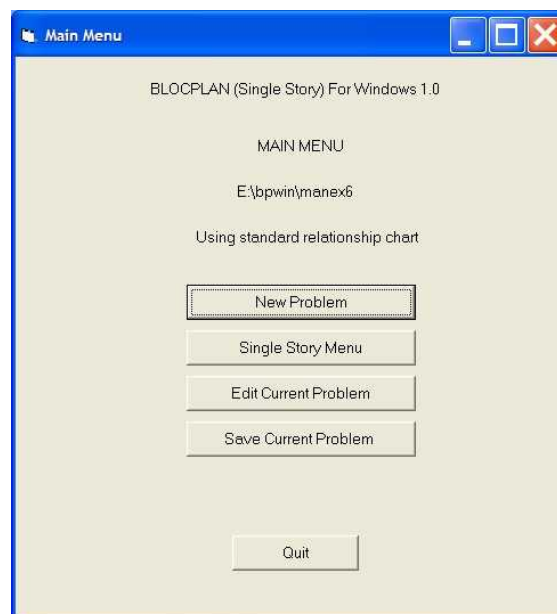 Main Menu
BLOCPLAN (Single Story) For Windows 1.0
MAIN MENU
E:\bpwin\manex6
Using standard relationship chart
New Problem
Single Story Menu
Edit Current Problem
Save Current Problem
Quit